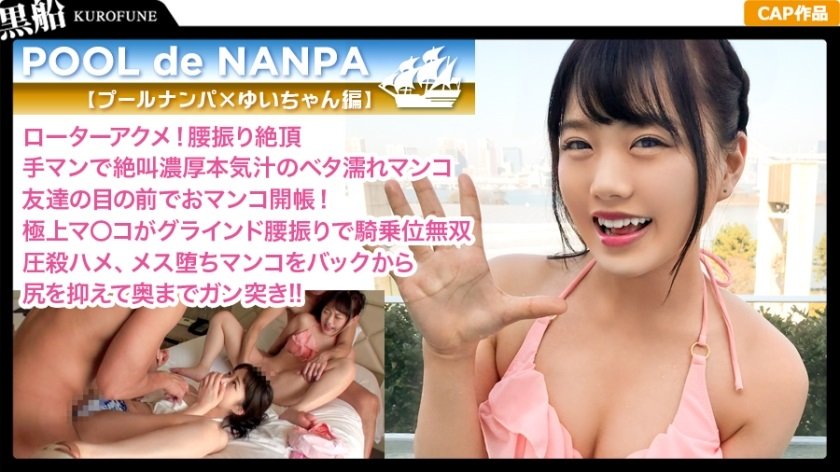 黒船 KUROFUNE
CAP作品
POOL de NANPA
【プールナンパ×ゆいちゃん編】
ローターアクメ！腰振り絶頂
手マンで絶叫濃厚本気汁のベタ濡れマンコ
友達の目の前でおマンコ開帳！
極上マ〇コがグラインド腰振りで騎乗位無双
圧殺ハメ、メス堕ちマンコをバックから
尻を抑えて奥までガン突き!!